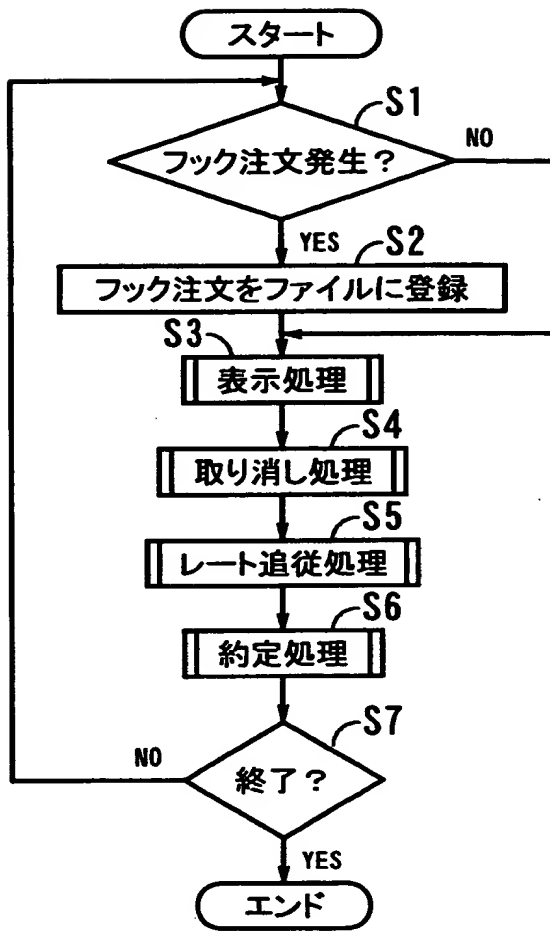 スタート
S1
フック注文発生?
NO
YES
S2
フック注文をファイルに登録
S3
表示処理
S4
取り消し処理
S5
レート追従処理
S6
約定処理
S7
終了?
NO
YES
エンド